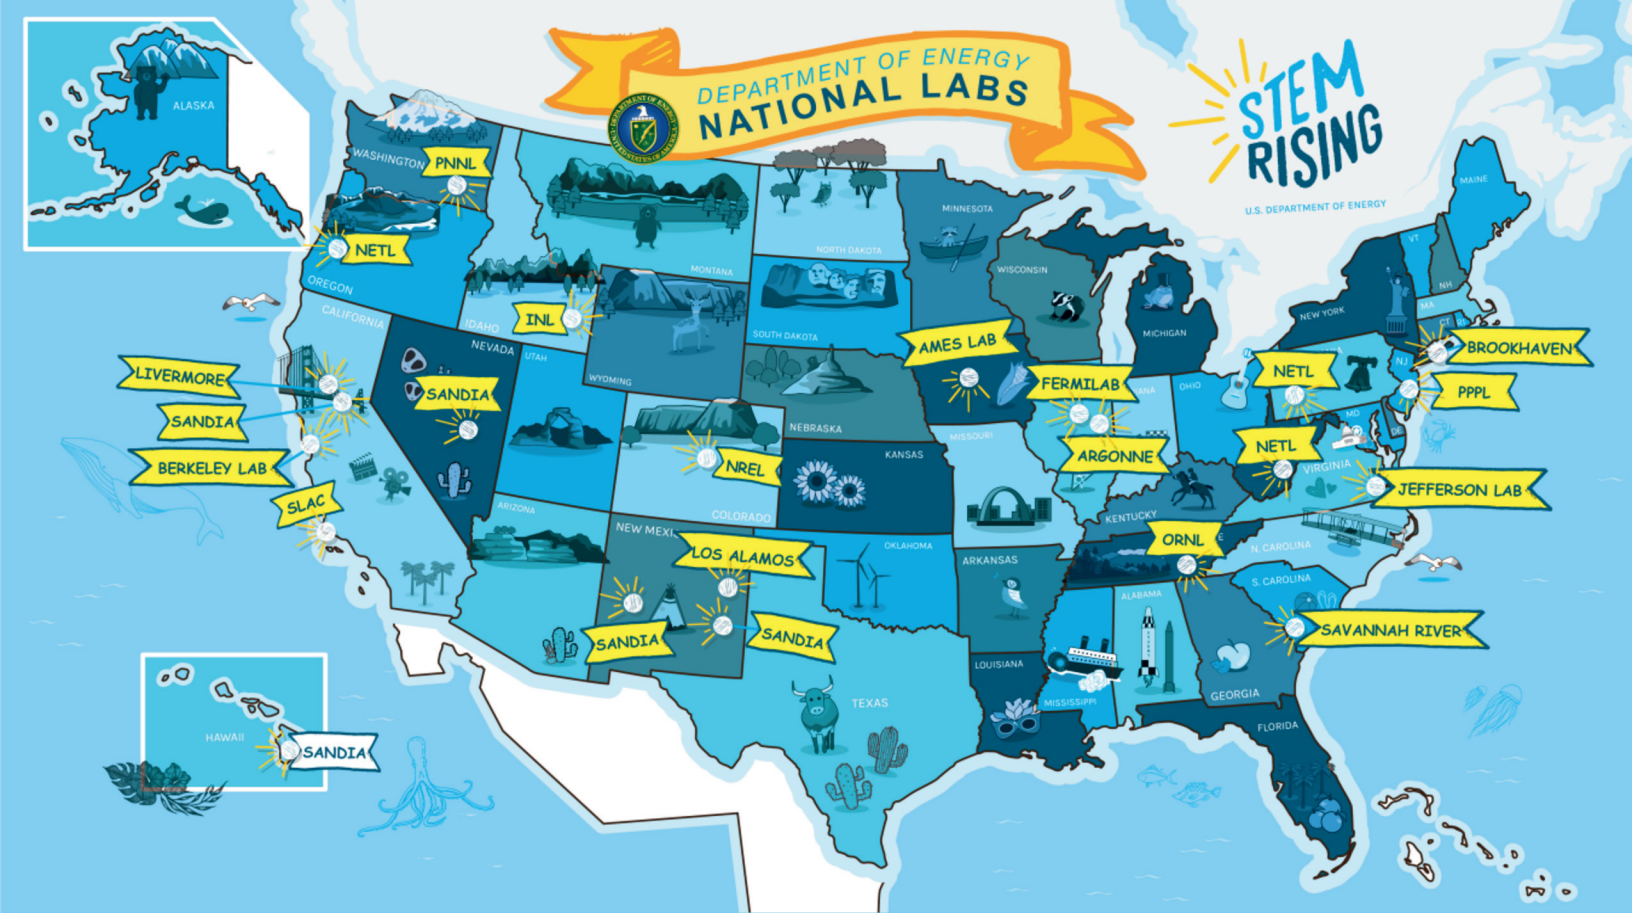 DEPARTMENT OF ENERGY
NATIONAL LABS
STEM
RISING
U.S. DEPARTMENT OF ENERGY
ALASKA
WASHINGTON
PNNL
NETL
OREGON
MONTANA
NORTH DAKOTA
MINNESOTA
WISCONSIN
MICHIGAN
MAINE
VT
NH
MA
CT
RI
NEW YORK
CALIFORNIA
IDAHO
INL
NEVADA
UTAH
WYOMING
SOUTH DAKOTA
AMES LAB
FERMILAB
OHIO
NETL
NJ
BROOKHAVEN
PPPL
LIVERMORE
SANDIA
BERKELEY LAB
SLAC
SANDIA
NREL
COLORADO
NEBRASKA
KANSAS
MISSOURI
ARGONNE
NETL
MD
DE
VIRGINIA
JEFFERSON LAB
KENTUCKY
ARIZONA
NEW MEXI
LOS ALAMOS
OKLAHOMA
ARKANSAS
ORNL
N. CAROLINA
S. CAROLINA
SANDIA
SANDIA
ALABAMA
SAVANNAH RIVER
LOUISIANA
MISSISSIPPI
GEORGIA
TEXAS
FLORIDA
HAWAII
SANDIA